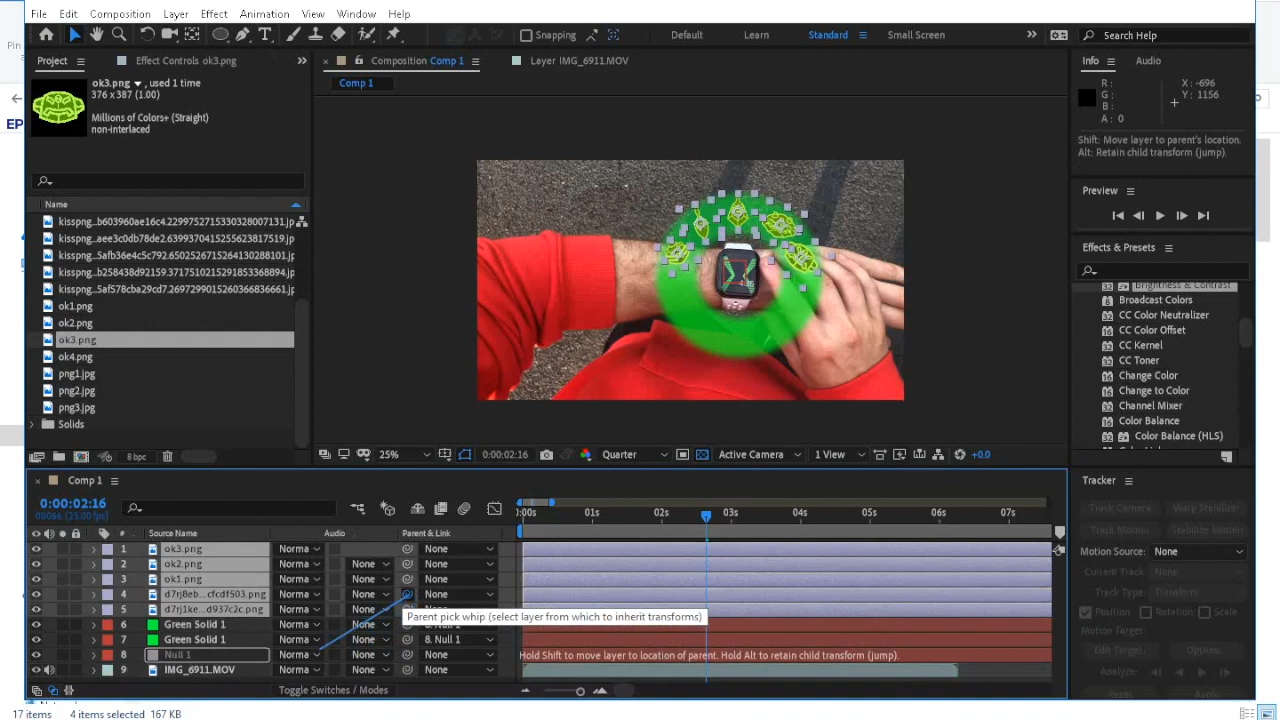 File Edit Composition Layer Effect Animation View Window Help
Snapping Default Learn Standard Small Screen Search Help
Project Effect Controls ok3.png Composition Comp 1 Layer IMG_6911.MOV Info Audio
Comp 1
ok3.png , used 1 time
376 x 387 (1.00)
Millions of Colors+ (Straight)
non-interlaced
R :
G :
B :
A : 0
X : -696
Y : 1156
Shift: Move layer to parent's location.
Alt: Retain child transform (jump).
Preview
Effects & Presets
Name
kisspng...b603960ae16c4.2299752715330328007131.jp
kisspng...aee3c0db78de2.6399370415255623817519.jp
kisspng...5afb36e4c5c792.6765026415264130288101.jp
kisspng...b258438d92159.3717510215291853368894.jp
kisspng...5af578cba29cd7.2697299015260366836661.jp
ok1.png
ok2.png
ok3.png
ok4.png
png1.jpg
png2.jpg
png3.jpg
Solids
8 bpc
4:36
25% 0:00:02:16 Quarter Active Camera 1 View +0.0
Brightness & Contrast
Broadcast Colors
CC Color Neutralizer
CC Color Offset
CC Kernel
CC Toner
Change Color
Change to Color
Channel Mixer
Color Balance
Color Balance (HLS)
Comp 1
0:00:02:16
00066 (25.00 fps)
:00s 01s 02s 03s 04s 05s 06s 07s
# Source Name Audio Parent & Link
1 ok3.png Norma None
2 ok2.png Norma None None
3 ok1.png Norma None None
4 d7rj8eb...cfcdf503.png Norma None None
5 d7rj1ke...d937c2c.png Norma None
Parent pick whip (select layer from which to inherit transforms)
6 Green Solid 1 Norma None 8. Null 1
7 Green Solid 1 Norma None 8. Null 1
8 Null 1 Norma None None
Hold Shift to move layer to location of parent. Hold Alt to retain child transform (jump).
9 IMG_6911.MOV Norma None None
Toggle Switches / Modes
Tracker
Track Camera Warp Stabilizer
Track Motion Stabilize Motion
Motion Source: None
Current Track: None
Track Type:
Position Rotation Scale
Motion Target:
Edit Target... Options...
Analyze:
Reset Apply
17 items 4 items selected 167 KB